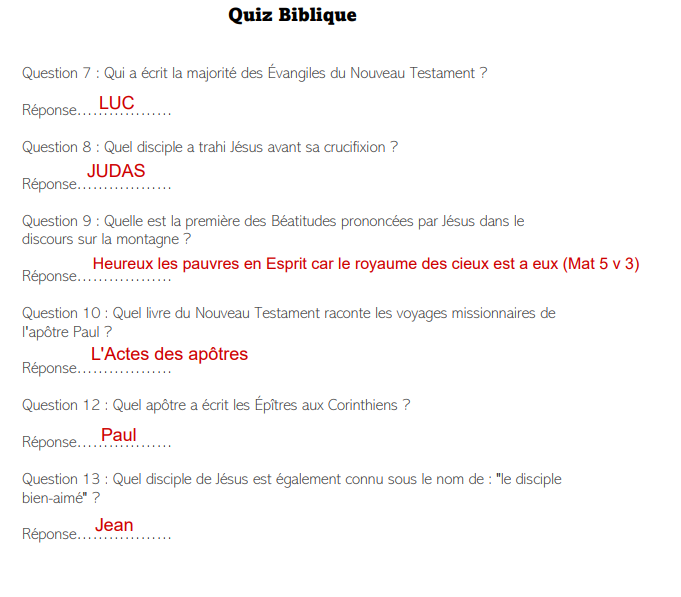 Quiz Biblique
Question 7 : Qui a écrit la majorité des Évangiles du Nouveau Testament ?
Réponse.................. LUC
Question 8 : Quel disciple a trahi Jésus avant sa crucifixion ?
Réponse.................. JUDAS
Question 9 : Quelle est la première des Béatitudes prononcées par Jésus dans le
discours sur la montagne ?
Réponse.................. Heureux les pauvres en Esprit car le royaume des cieux est a eux (Mat 5 v 3)
Question 10 : Quel livre du Nouveau Testament raconte les voyages missionnaires de
l'apôtre Paul ?
Réponse.................. L'Actes des apôtres
Question 12 : Quel apôtre a écrit les Épîtres aux Corinthiens ?
Réponse.................. Paul
Question 13 : Quel disciple de Jésus est également connu sous le nom de : "le disciple
bien-aimé" ?
Réponse.................. Jean